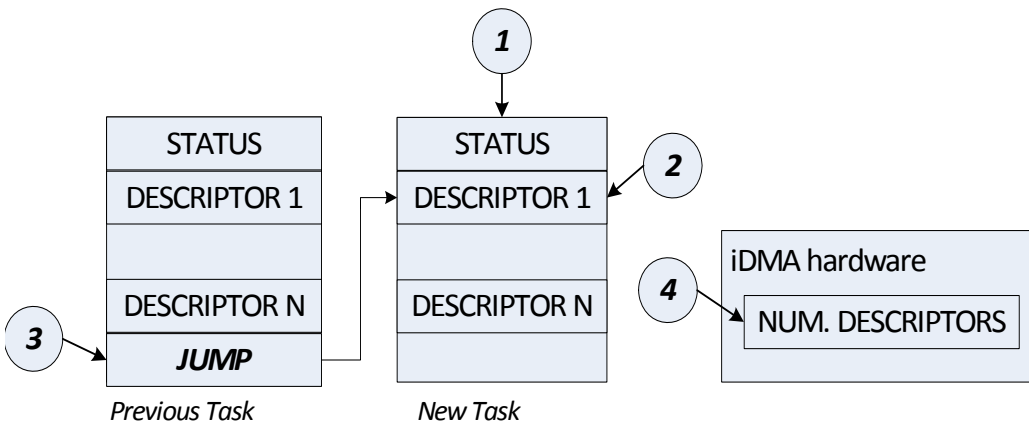 1
STATUS
STATUS
2
DESCRIPTOR 1
DESCRIPTOR 1
iDMA hardware
4
DESCRIPTOR N
DESCRIPTOR N
NUM. DESCRIPTORS
3
JUMP
Previous Task
New Task